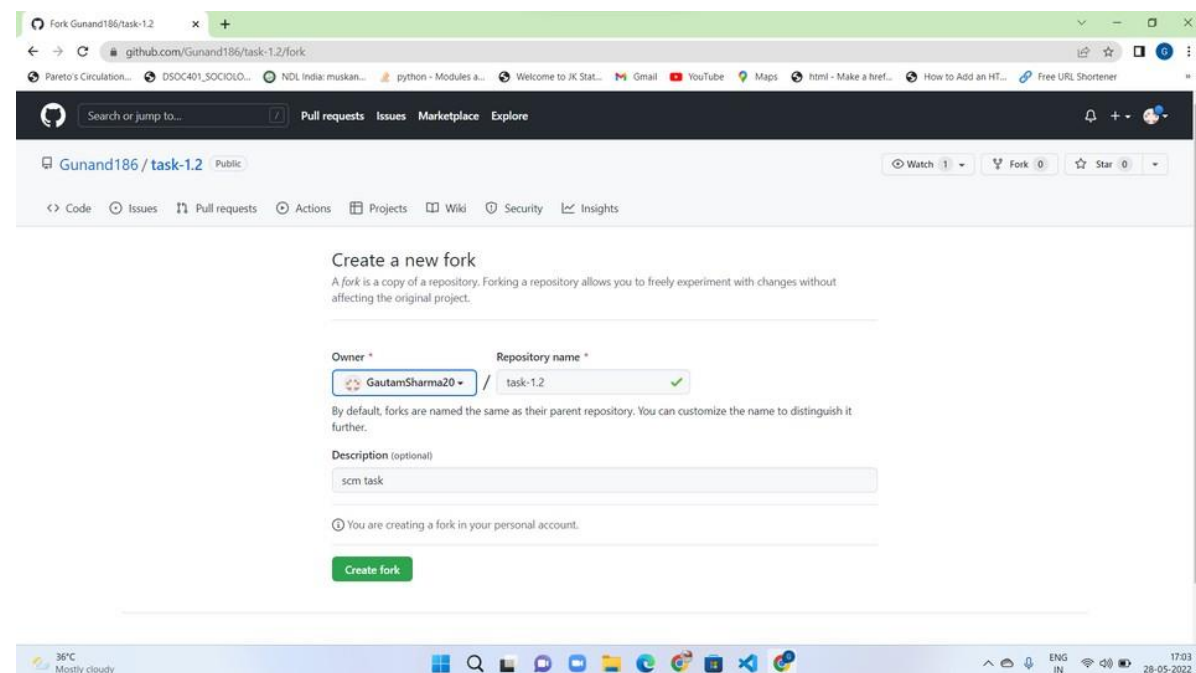 Fork Gunand186/task-1.2
github.com/Gunand186/task-1.2/fork
G
Pareto's Circulation... DSOC401_SOCIOLO... NDL India: muskan... python - Modules a... Welcome to JK Stat... Gmail YouTube Maps html - Make a href... How to Add an HT... Free URL Shortener »
Search or jump to... / Pull requests Issues Marketplace Explore
Gunand186 / task-1.2 Public Watch 1 Fork 0 Star 0
Code Issues Pull requests Actions Projects Wiki Security Insights
Create a new fork
A fork is a copy of a repository. Forking a repository allows you to freely experiment with changes without
affecting the original project.
Owner * Repository name *
GautamSharma20 / task-1.2
By default, forks are named the same as their parent repository. You can customize the name to distinguish it
further.
Description (optional)
scm task
You are creating a fork in your personal account.
Create fork
36°C
Mostly cloudy
ENG
IN
17:03
28-05-2022